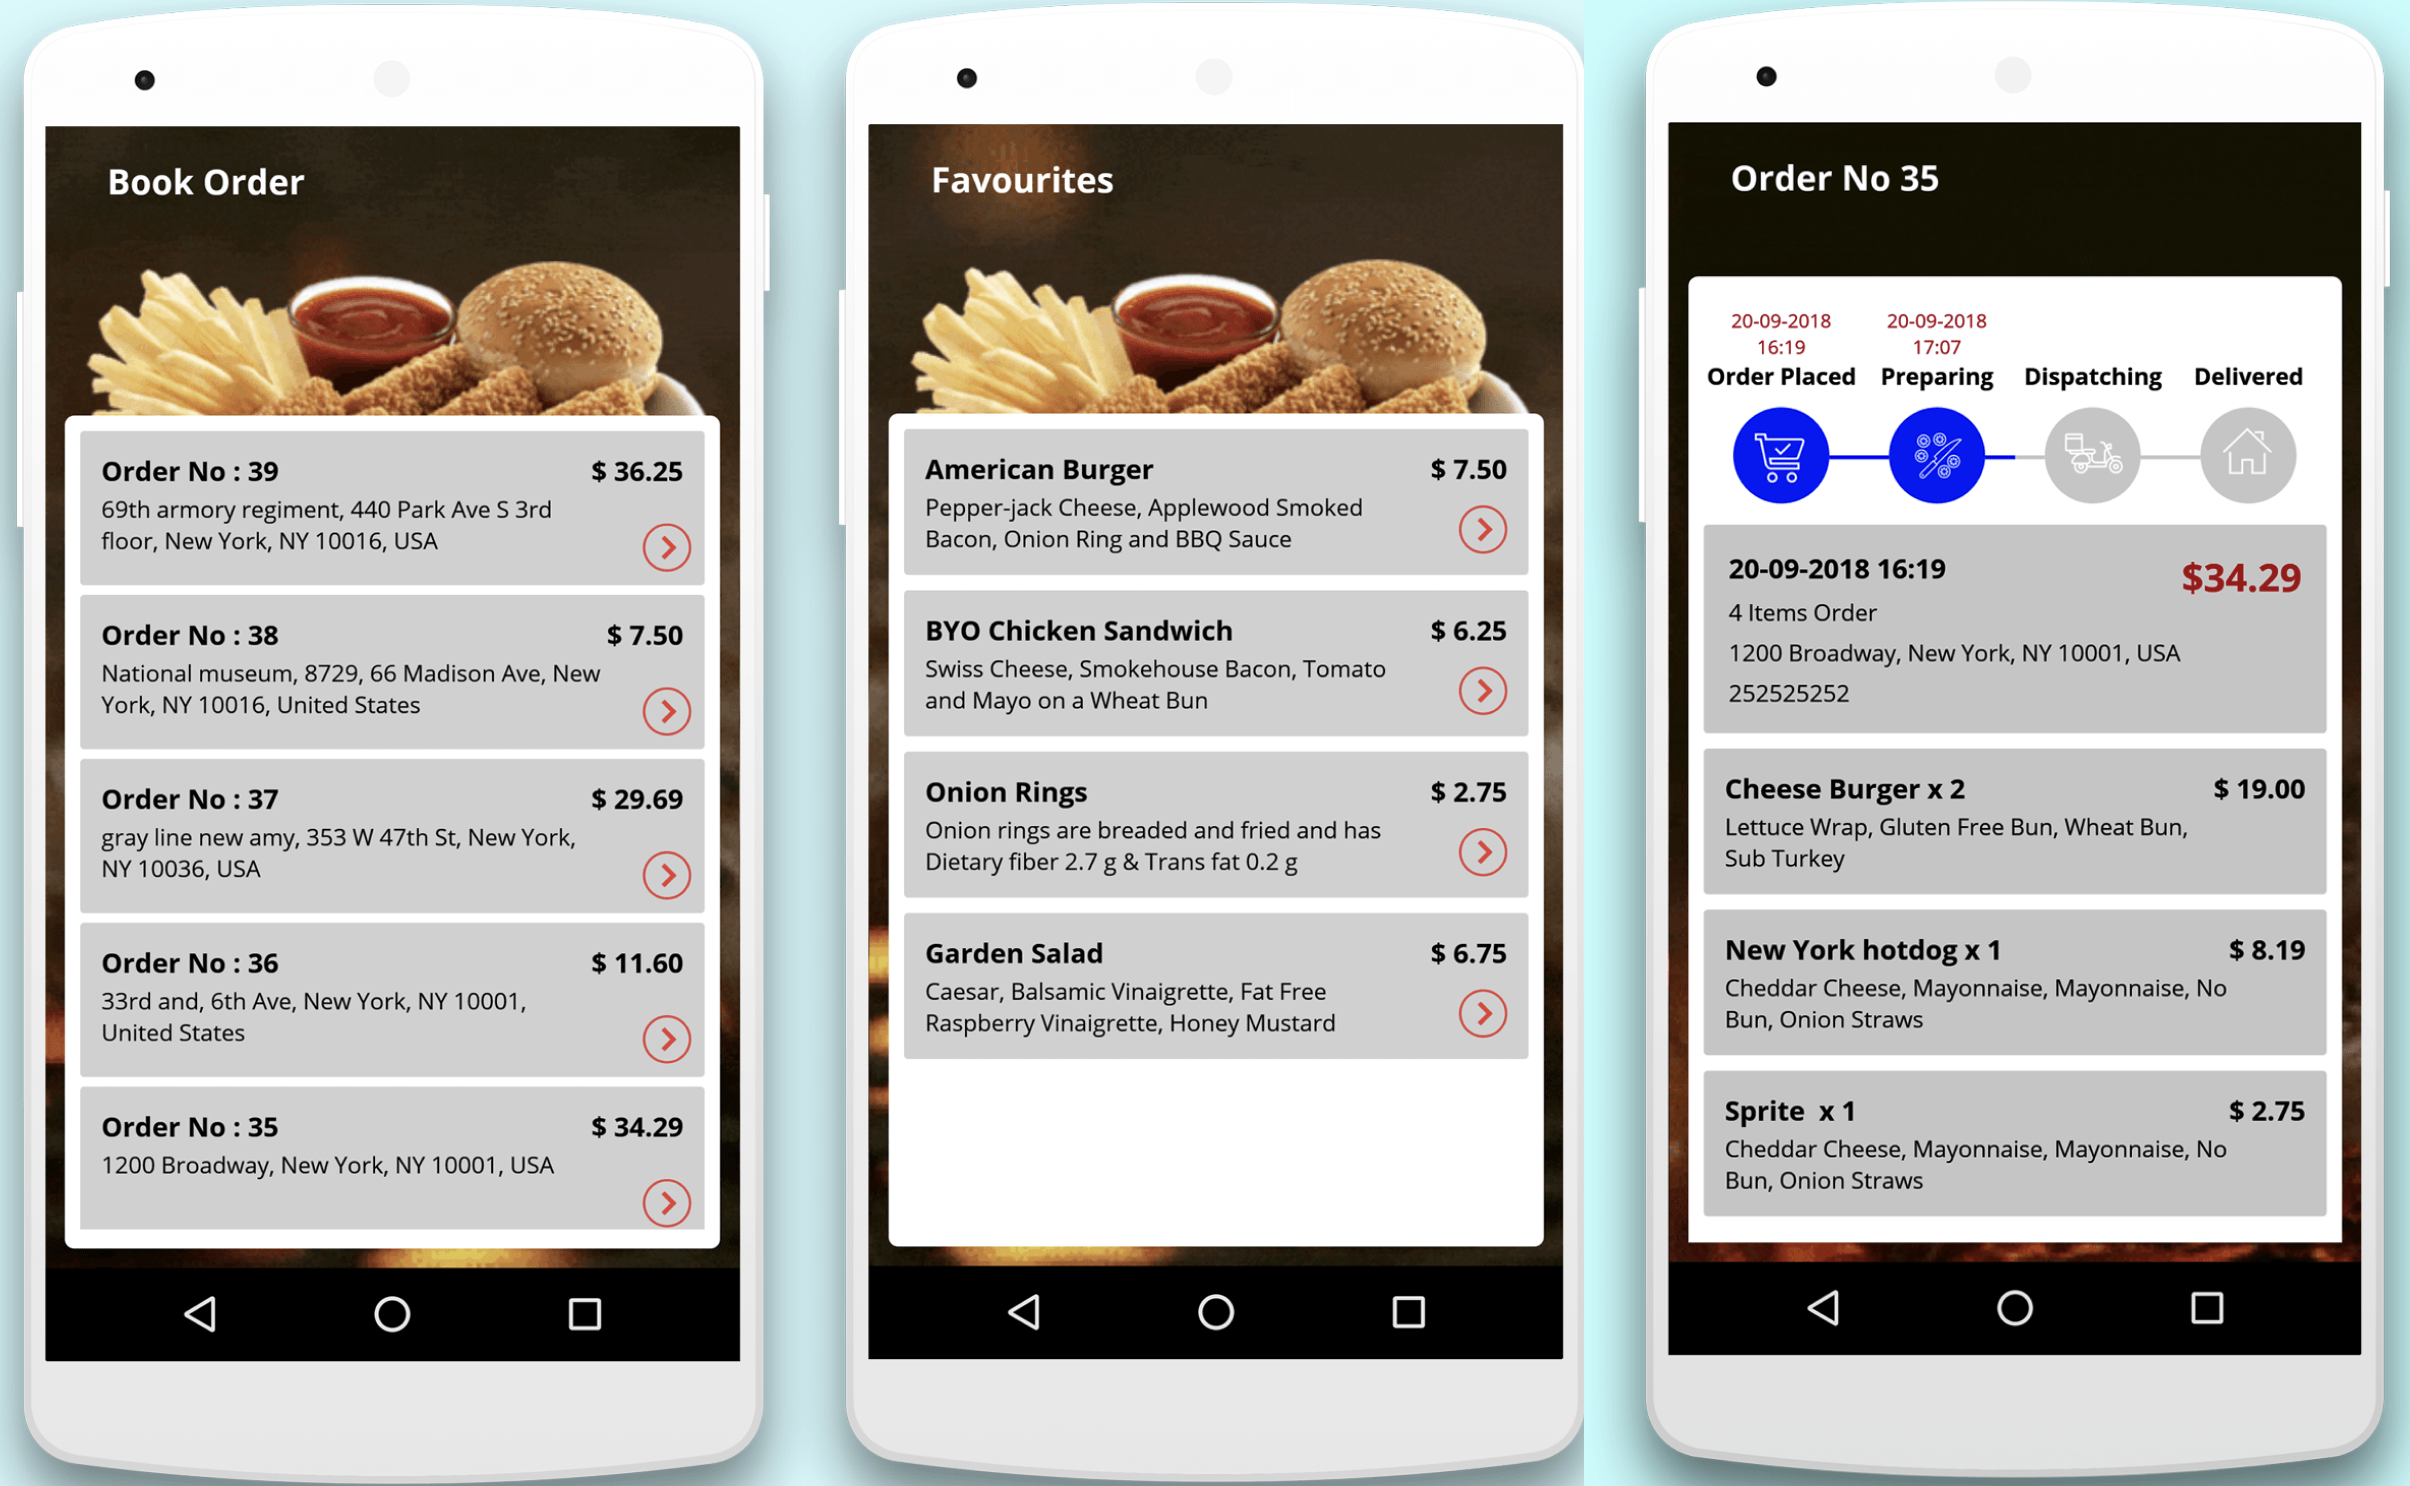 Book Order
Order No : 39
$ 36.25
69th armory regiment, 440 Park Ave S 3rd
floor, New York, NY 10016, USA
Order No : 38
$ 7.50
National museum, 8729, 66 Madison Ave, New
York, NY 10016, United States
Order No : 37
$ 29.69
gray line new amy, 353 W 47th St, New York,
NY 10036, USA
Order No : 36
$ 11.60
33rd and, 6th Ave, New York, NY 10001,
United States
Order No : 35
$ 34.29
1200 Broadway, New York, NY 10001, USA
Favourites
American Burger
$ 7.50
Pepper-jack Cheese, Applewood Smoked
Bacon, Onion Ring and BBQ Sauce
BYO Chicken Sandwich
$ 6.25
Swiss Cheese, Smokehouse Bacon, Tomato
and Mayo on a Wheat Bun
Onion Rings
$ 2.75
Onion rings are breaded and fried and has
Dietary fiber 2.7 g & Trans fat 0.2 g
Garden Salad
$ 6.75
Caesar, Balsamic Vinaigrette, Fat Free
Raspberry Vinaigrette, Honey Mustard
Order No 35
20-09-2018
16:19
Order Placed
20-09-2018
17:07
Preparing
Dispatching
Delivered
20-09-2018 16:19
$34.29
4 Items Order
1200 Broadway, New York, NY 10001, USA
252525252
Cheese Burger x 2
$ 19.00
Lettuce Wrap, Gluten Free Bun, Wheat Bun,
Sub Turkey
New York hotdog x 1
$ 8.19
Cheddar Cheese, Mayonnaise, Mayonnaise, No
Bun, Onion Straws
Sprite  x 1
$ 2.75
Cheddar Cheese, Mayonnaise, Mayonnaise, No
Bun, Onion Straws